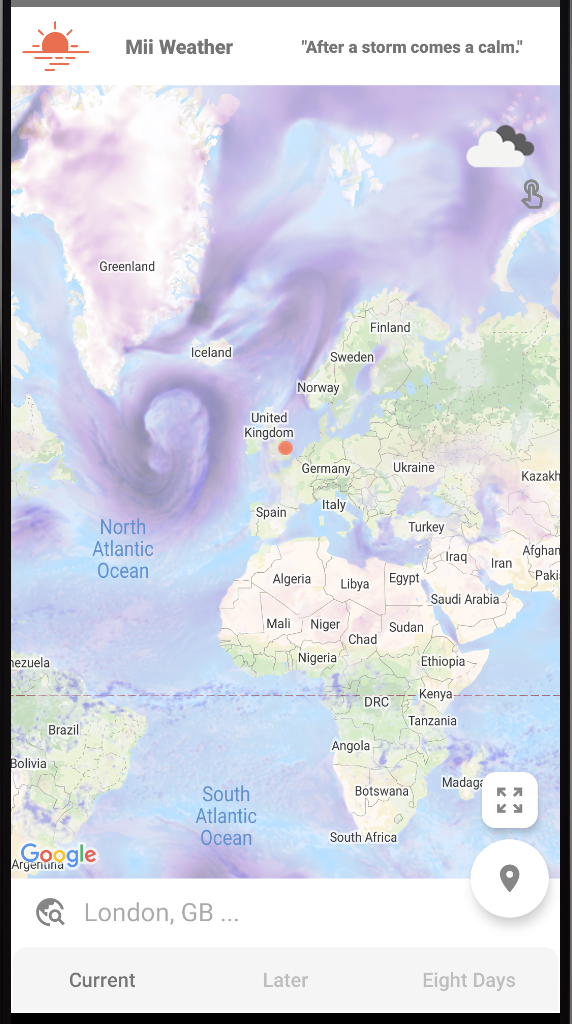 Mii Weather
"After a storm comes a calm."
Greenland
Finland
Iceland
Sweden
Norway
United
Kingdom
Germany
Ukraine
Kazakh
Spain
Italy
Turkey
North
Atlantic
Ocean
Iraq
Iran
Afghan
Paki
Algeria
Libya
Egypt
Saudi Arabia
Mali
Niger
Chad
Sudan
Nigeria
Ethiopia
nezuela
DRC
Kenya
Tanzania
Brazil
Angola
Bolivia
Botswana
Madaga
South
Atlantic
Ocean
South Africa
Google
Argentina
London, GB ...
Current
Later
Eight Days